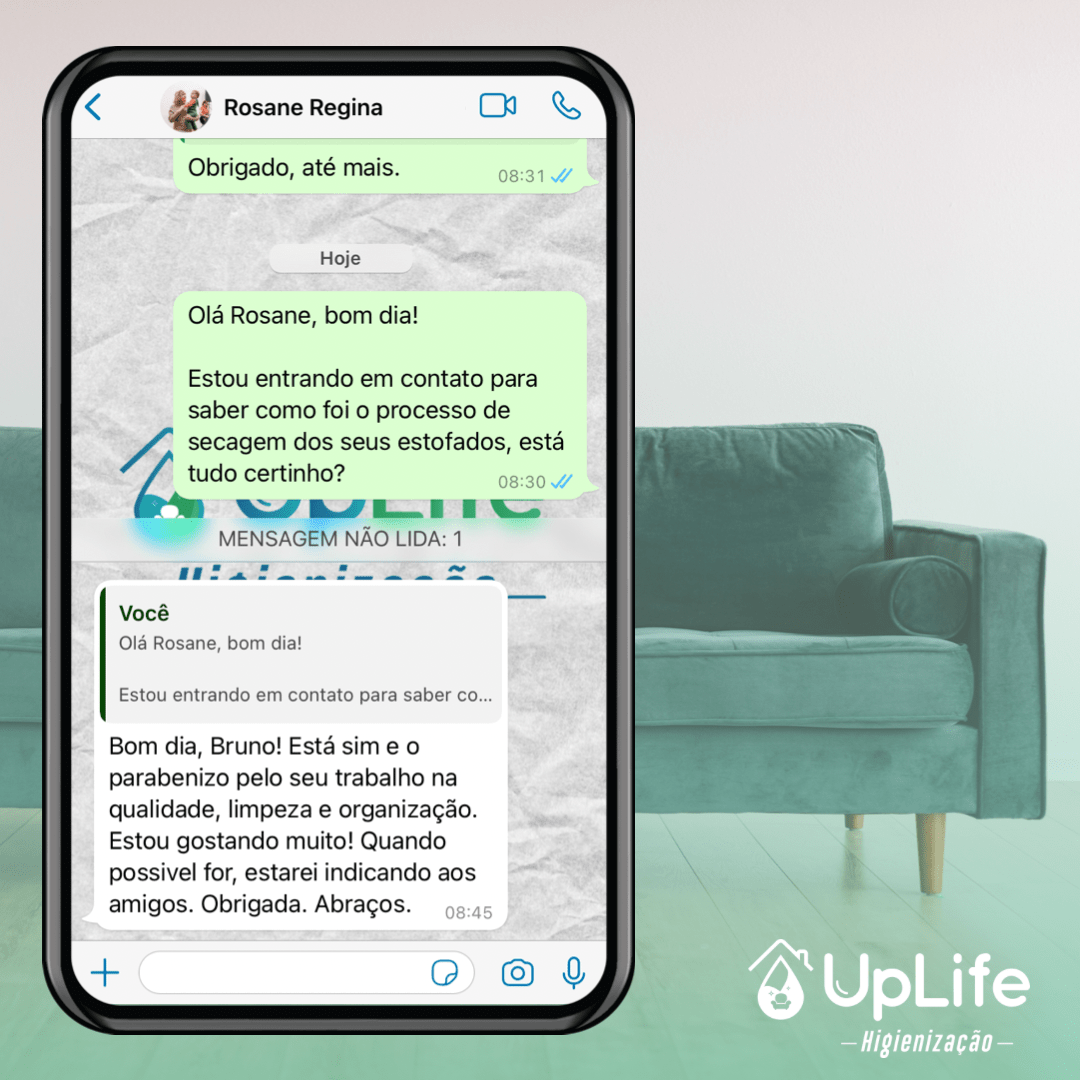 Rosane Regina
Obrigado, até mais.
08:31
Hoje
Olá Rosane, bom dia!
Estou entrando em contato para
saber como foi o processo de
secagem dos seus estofados, está
tudo certinho?
08:30
UpLife
MENSAGEM NÃO LIDA: 1
Higienização
Você
Olá Rosane, bom dia!
Estou entrando em contato para saber co...
Bom dia, Bruno! Está sim e o
parabenizo pelo seu trabalho na
qualidade, limpeza e organização.
Estou gostando muito! Quando
possivel for, estarei indicando aos
amigos. Obrigada. Abraços.
08:45
UpLife
Higienização